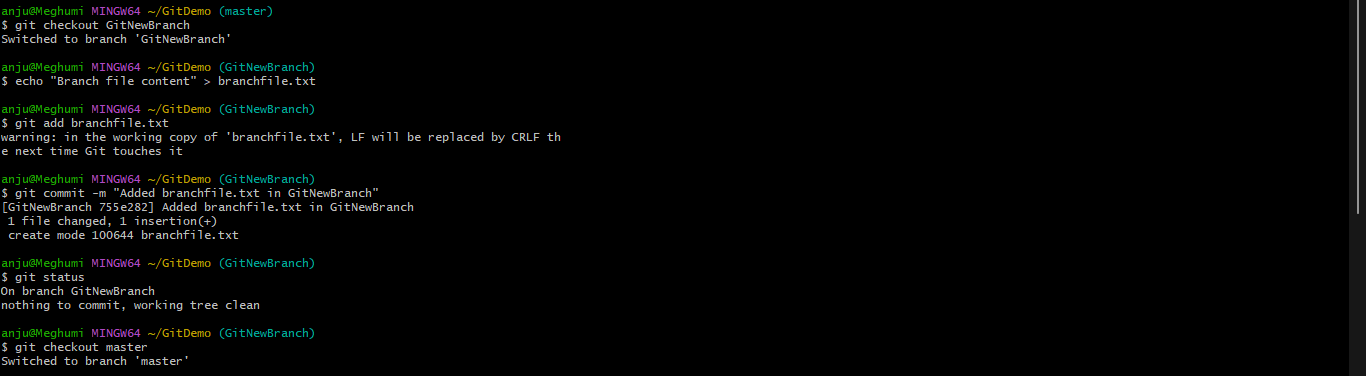 anju@Meghumi MINGW64 ~/GitDemo (master)
$ git checkout GitNewBranch
Switched to branch 'GitNewBranch'
anju@Meghumi MINGW64 ~/GitDemo (GitNewBranch)
$ echo "Branch file content" > branchfile.txt
anju@Meghumi MINGW64 ~/GitDemo (GitNewBranch)
$ git add branchfile.txt
warning: in the working copy of 'branchfile.txt', LF will be replaced by CRLF th
e next time Git touches it
anju@Meghumi MINGW64 ~/GitDemo (GitNewBranch)
$ git commit -m "Added branchfile.txt in GitNewBranch"
[GitNewBranch 755e282] Added branchfile.txt in GitNewBranch
 1 file changed, 1 insertion(+)
 create mode 100644 branchfile.txt
anju@Meghumi MINGW64 ~/GitDemo (GitNewBranch)
$ git status
On branch GitNewBranch
nothing to commit, working tree clean
anju@Meghumi MINGW64 ~/GitDemo (GitNewBranch)
$ git checkout master
Switched to branch 'master'